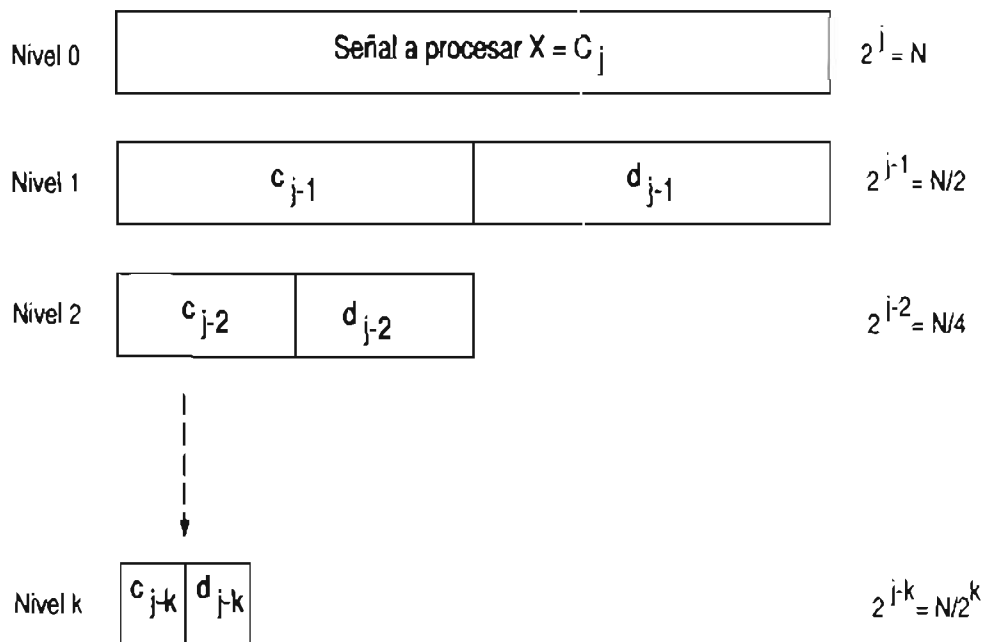 Nivel 0 Señal a procesar X = C j 2 j = N
Nivel 1 c j-1 d j-1 2 j-1 = N/2
Nivel 2 c j-2 d j-2 2 j-2 = N/4
Nivel k c j-k d j-k 2 j-k = N/2 k